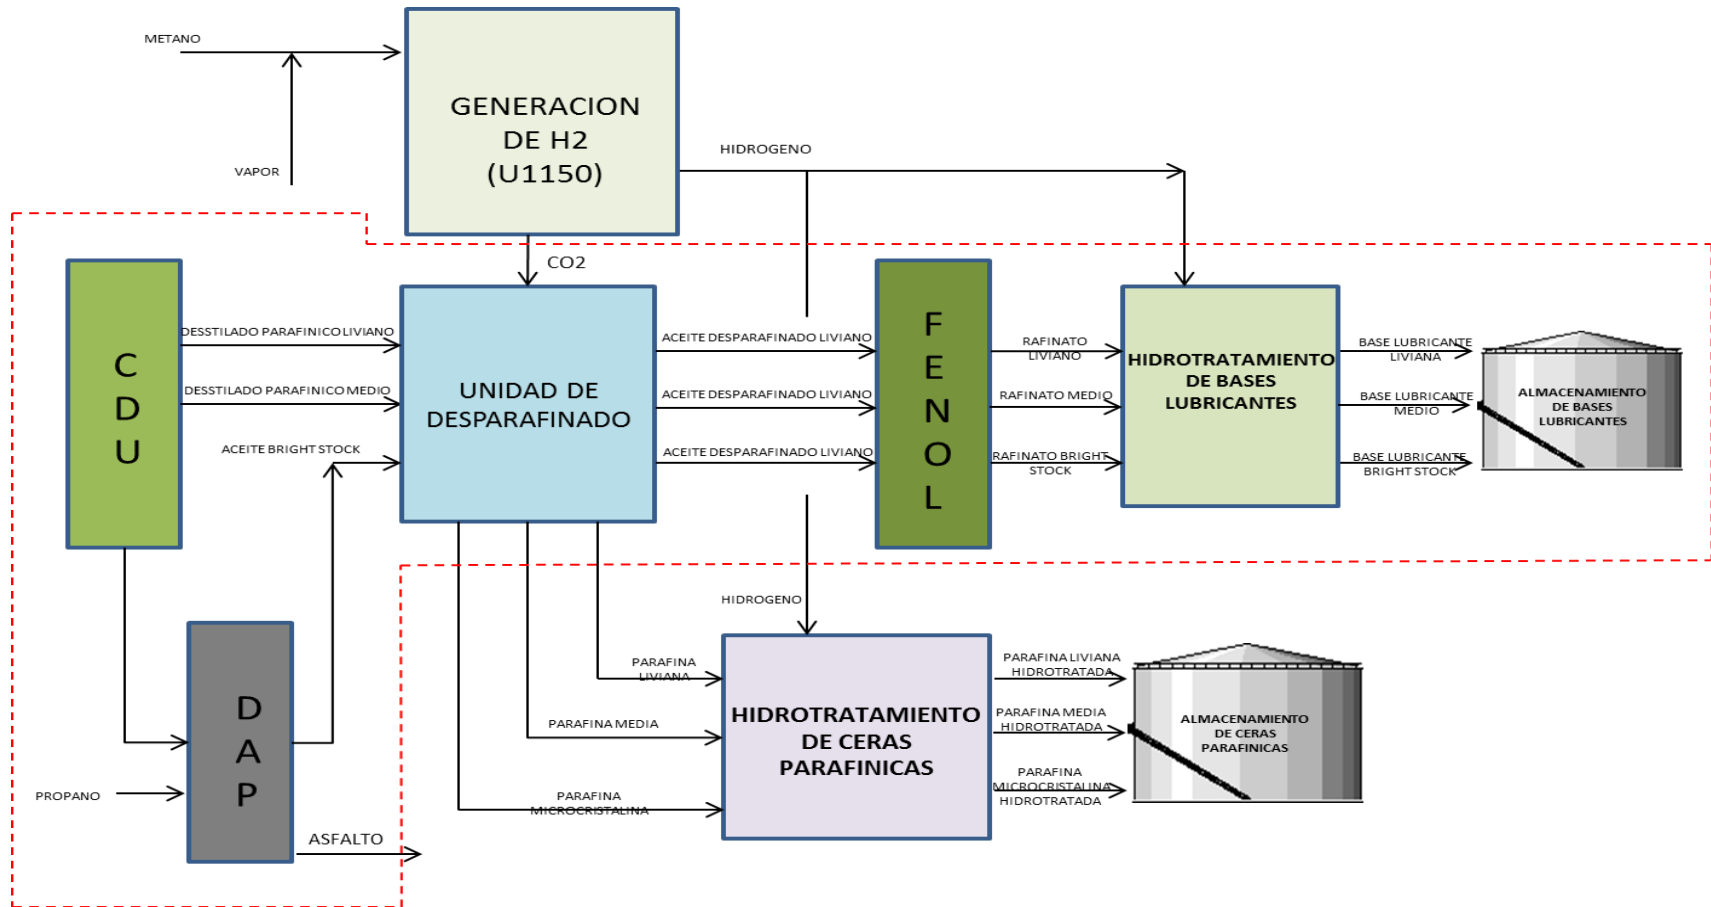 METANO
VAPOR
GENERACION
DE H2
(U1150)
HIDROGENO
CO2
C
D
U
DESSTILADO PARAFINICO LIVIANO
DESSTILADO PARAFINICO MEDIO
ACEITE BRIGHT STOCK
UNIDAD DE
DESPARAFINADO
ACEITE DESPARAFINADO LIVIANO
ACEITE DESPARAFINADO LIVIANO
ACEITE DESPARAFINADO LIVIANO
F
E
N
O
L
RAFINATO
LIVIANO
RAFINATO MEDIO
RAFINATO BRIGHT
STOCK
HIDROTRATAMIENTO
DE BASES
LUBRICANTES
BASE LUBRICANTE
LIVIANA
BASE LUBRICANTE
MEDIO
BASE LUBRICANTE
BRIGHT STOCK
ALMACENAMIENTO
DE BASES
LUBRICANTES
D
A
P
PROPANO
ASFALTO
HIDROGENO
PARAFINA
LIVIANA
PARAFINA MEDIA
PARAFINA
MICROCRISTALINA
HIDROTRATAMIENTO
DE CERAS
PARAFINICAS
PARAFINA LIVIANA
HIDROTRATADA
PARAFINA MEDIA
HIDROTRATADA
PARAFINA
MICROCRISTALINA
HIDROTRATADA
ALMACENAMIENTO
DE CERAS
PARAFINICAS